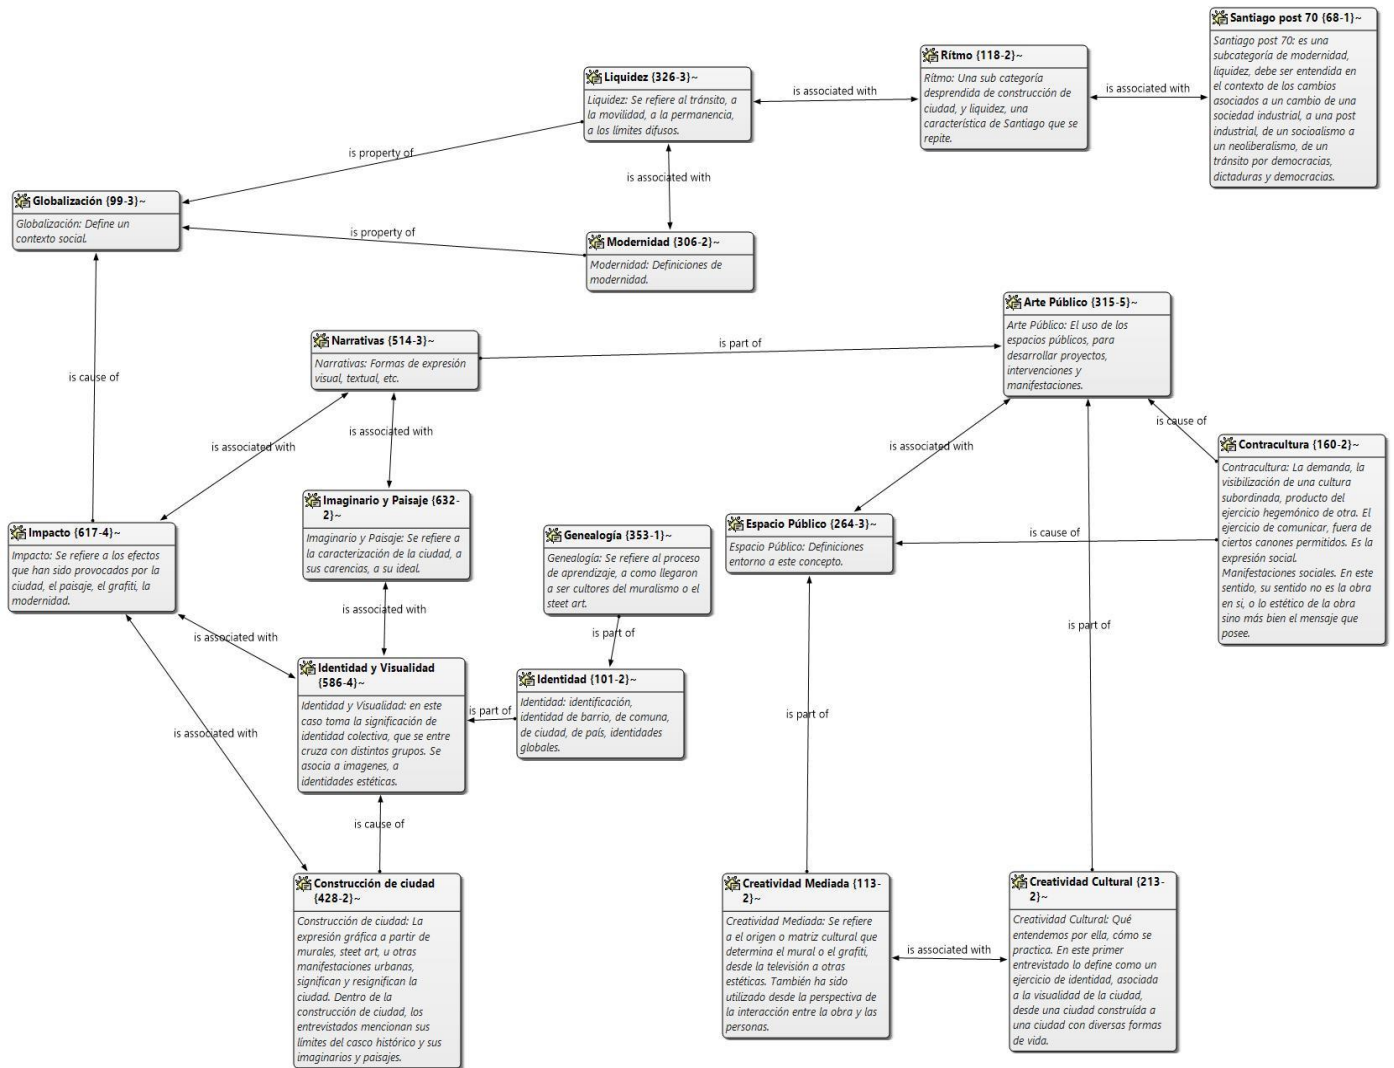 Santiago post 70 {68-1}~
Santiago post 70: es una
subcategoría de modernidad,
liquidez, debe ser entendida en
el contexto de los cambios
asociados a un cambio de una
sociedad industrial, a una post
industrial, de un socioalismo a
un neoliberalismo, de un
tránsito por democracias,
dictaduras y democracias.
is associated with
Rítmo {118-2}~
Rítmo: Una sub categoría
desprendida de construcción de
ciudad, y liquidez, una
característica de Santiago que se
repite.
is associated with
Liquidez {326-3}~
Liquidez: Se refiere al tránsito, a
la movilidad, a la permanencia,
a los límites difusos.
is property of
is associated with
Globalización {99-3}~
Globalización: Define un
contexto social.
is property of
Modernidad {306-2}~
Modernidad: Definiciones de
modernidad.
Arte Público {315-5}~
Arte Público: El uso de los
espacios públicos, para
desarrollar proyectos,
intervenciones y
manifestaciones.
Narrativas {514-3}~
Narrativas: Formas de expresión
visual, textual, etc.
is part of
is cause of
is associated with
is associated with
is associated with
is cause of
Contracultura {160-2}~
Contracultura: La demanda, la
visibilización de una cultura
subordinada, producto del
ejercicio hegemónico de otra. El
ejercicio de comunicar, fuera de
ciertos canones permitidos. Es la
expresión social.
Manifestaciones sociales. En este
sentido, su sentido no es la obra
en si, o lo estético de la obra
sino más bien el mensaje que
posee.
Imaginario y Paisaje {632-
2}~
Imaginario y Paisaje: Se refiere a
la caracterización de la ciudad, a
sus carencias, a su ideal.
Impacto {617-4}~
Impacto: Se refiere a los efectos
que han sido provocados por la
ciudad, el paisaje, el grafiti, la
modernidad.
Genealogía {353-1}~
Genealogía: Se refiere al proceso
de aprendizaje, a como llegaron
a ser cultores del muralismo o el
steet art.
Espacio Público {264-3}~
Espacio Público: Definiciones
entorno a este concepto.
is cause of
is associated with
is associated with
is part of
is part of
Identidad y Visualidad
{586-4}~
Identidad y Visualidad: en este
caso toma la significación de
identidad colectiva, que se entre
cruza con distintos grupos. Se
asocia a imagenes, a
identidades estéticas.
Identidad {101-2}~
Identidad: identificación,
identidad de barrio, de comuna,
de ciudad, de país, identidades
globales.
is part of
is part of
is associated with
is cause of
Construcción de ciudad
{428-2}~
Construcción de ciudad: La
expresión gráfica a partir de
murales, steet art, u otras
manifestaciones urbanas,
significan y resignifican la
ciudad. Dentro de la
construcción de ciudad, los
entrevistados mencionan sus
límites del casco histórico y sus
imaginarios y paisajes.
Creatividad Mediada {113-
2}~
Creatividad Mediada: Se refiere
a el origen o matriz cultural que
determina el mural o el grafiti,
desde la televisión a otras
estéticas. También ha sido
utilizado desde la perspectiva de
la interacción entre la obra y las
personas.
is associated with
Creatividad Cultural {213-
2}~
Creatividad Cultural: Qué
entendemos por ella, cómo se
practica. En este primer
entrevistado lo define como un
ejercicio de identidad, asociada
a la visualidad de la ciudad,
desde una ciudad construída a
una ciudad con diversas formas
de vida.